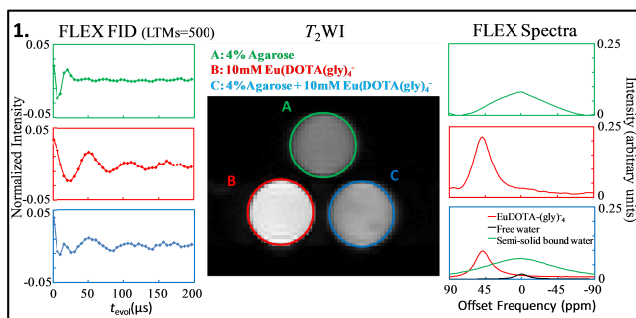 1.
FLEX FID (LTMs=500)
T₂WI
FLEX Spectra
A: 4% Agarose
B: 10mM Eu(DOTA(gly)₄⁻
C: 4%Agarose + 10mM Eu(DOTA(gly)₄⁻
0.05
-0.05
0.05
-0.05
0.05
-0.05
Normalized Intensity
0 50 100 150 200
t_evol(µs)
A
B
C
0.25
0
0.25
0
0.25
0
Intensity (arbitrary units)
EuDOTA-(gly)⁻₄
Free water
Semi-solid bound water
90 45 0 -45 -90
Offset Frequency (ppm)